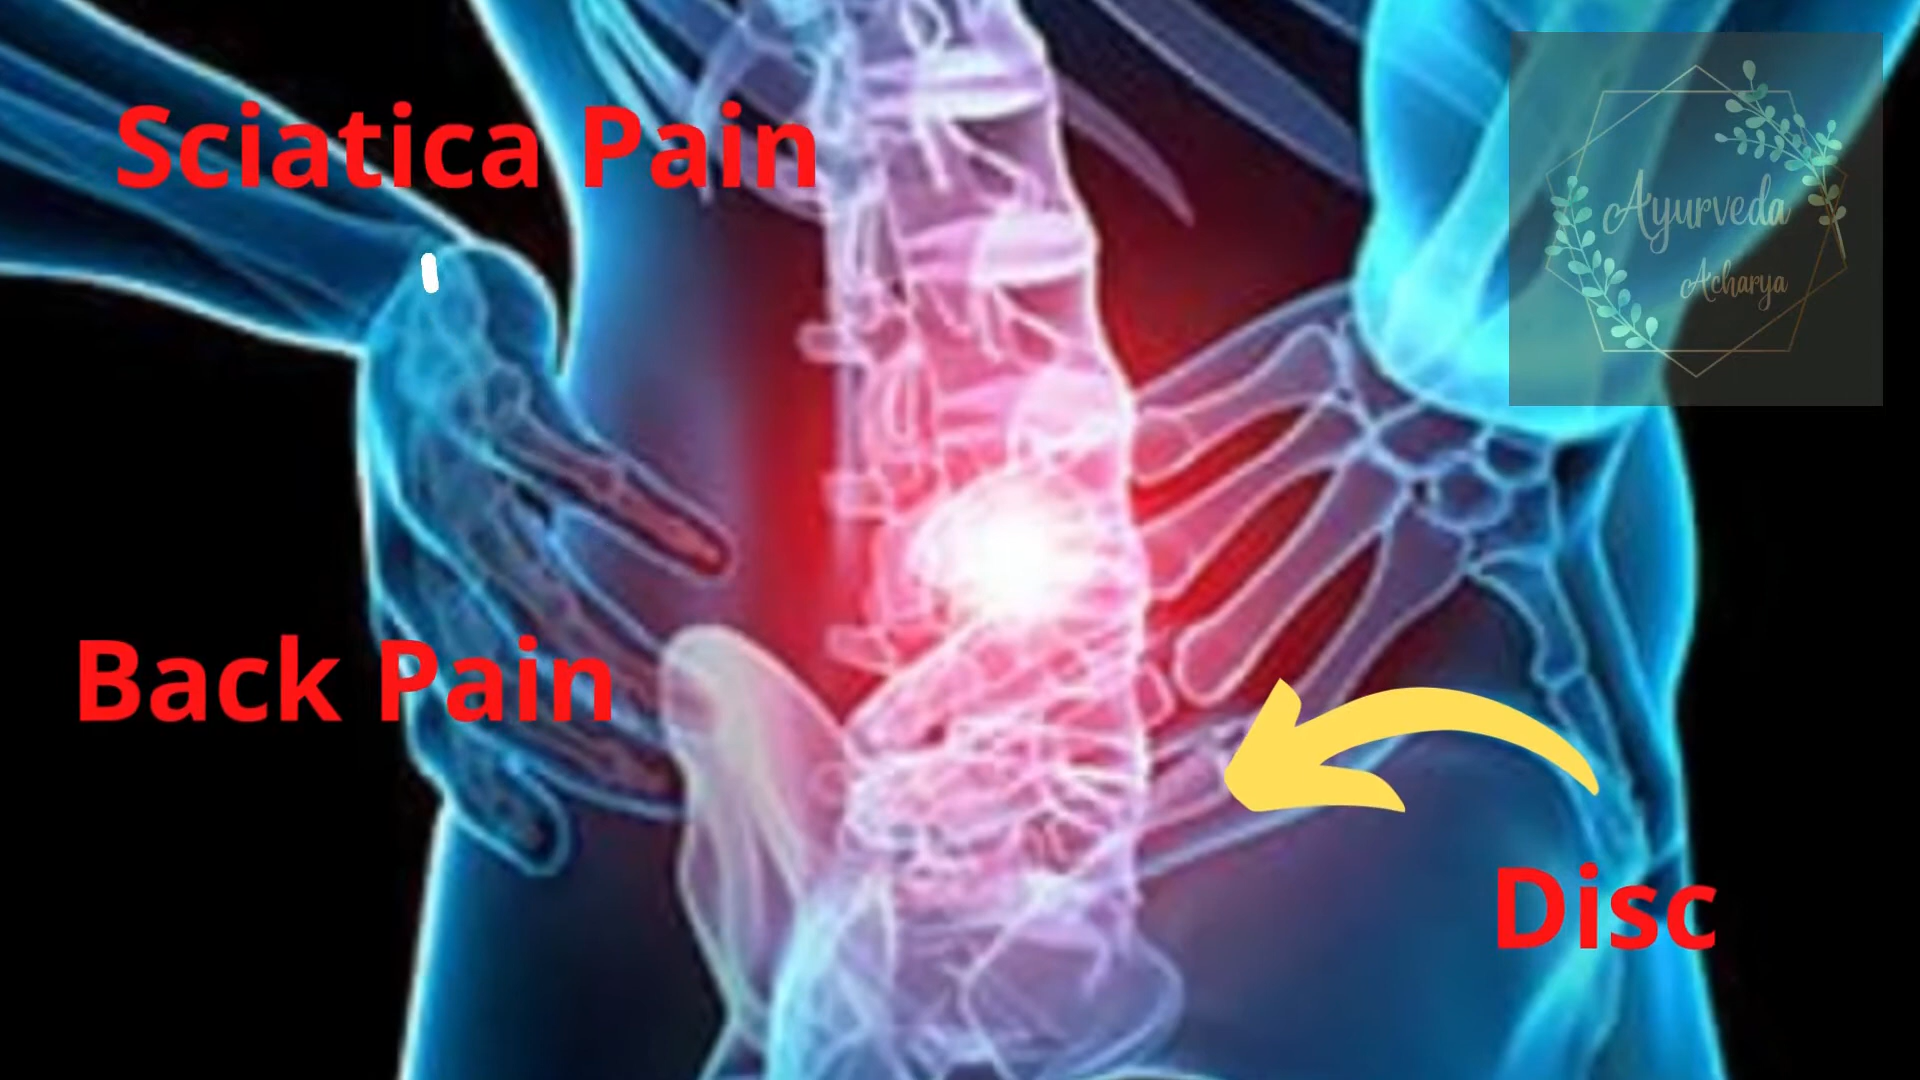 Sciatica Pain
Ayurveda
Acharya
Back Pain
Disc